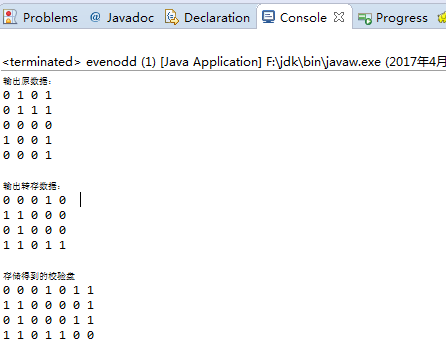 Problems @ Javadoc Declaration Console Progress
<terminated> evenodd (1) [Java Application] F:\jdk\bin\javaw.exe (2017年4月
输出原数据：
0 1 0 1
0 1 1 1
0 0 0 0
1 0 0 1
0 0 0 1
输出转存数据：
0 0 0 1 0
1 1 0 0 0
0 1 0 0 0
1 1 0 1 1
存储得到的校验盘
0 0 0 1 0 1 1
1 1 0 0 0 0 1
0 1 0 0 0 1 1
1 1 0 1 1 0 0